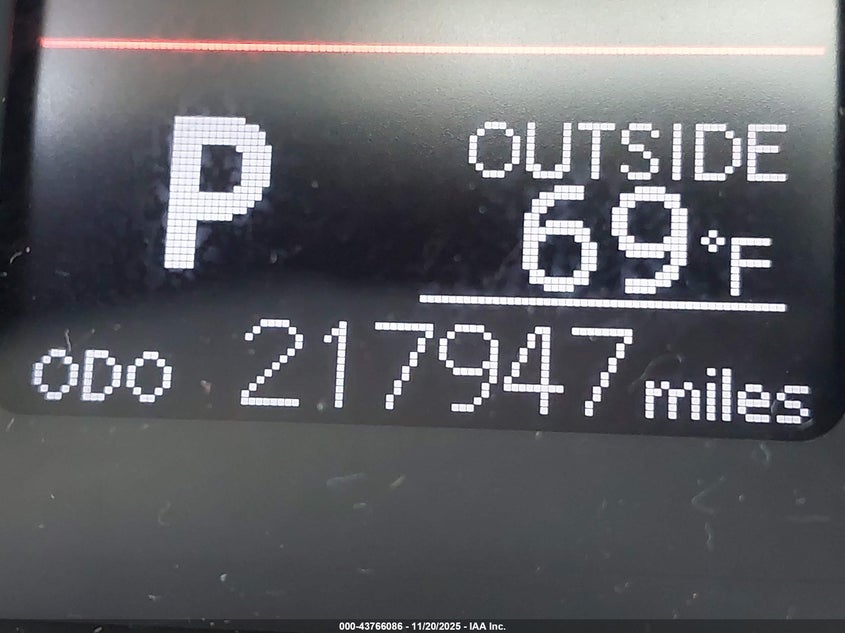 P
OUTSIDE
69°F
ODO 217947 miles
000-43766086 - 11/20/2025 - IAA Inc.